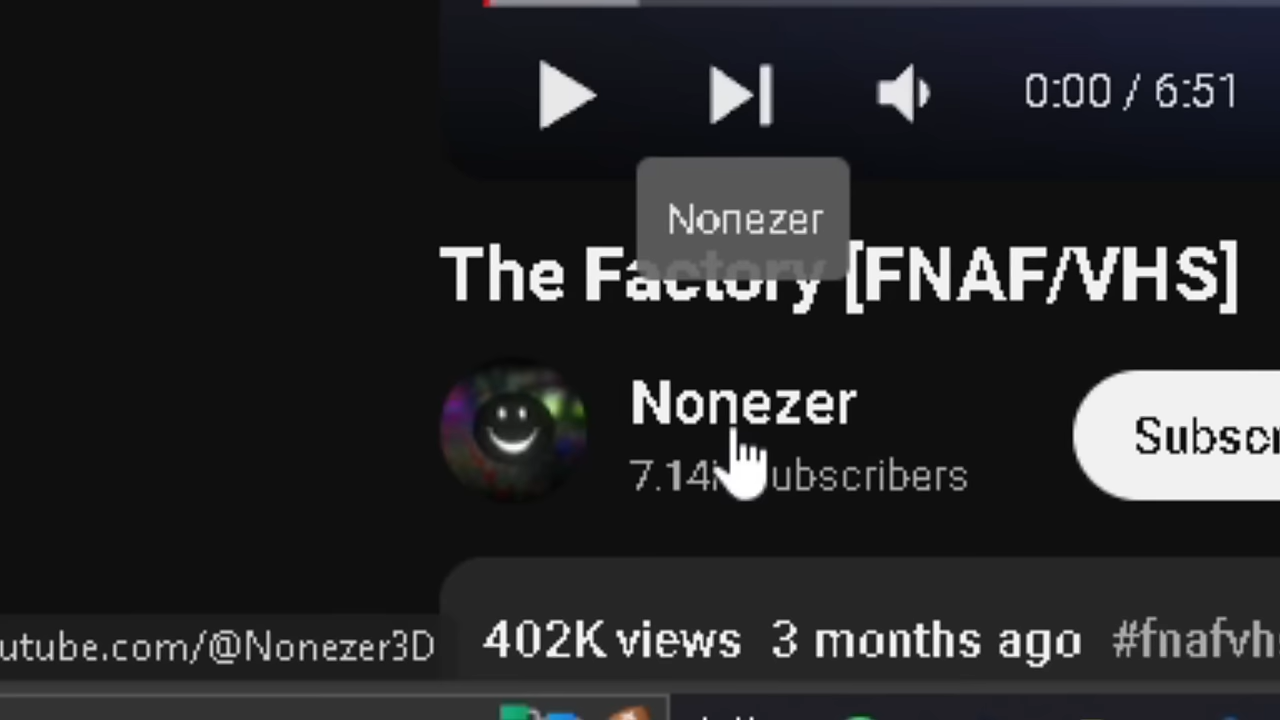 0:00 / 6:51
Nonezer
The Factory [FNAF/VHS]
Nonezer
7.14 ubscribers
Subscr
402K views 3 months ago #fnafvh
utube.com/@Nonezer3D